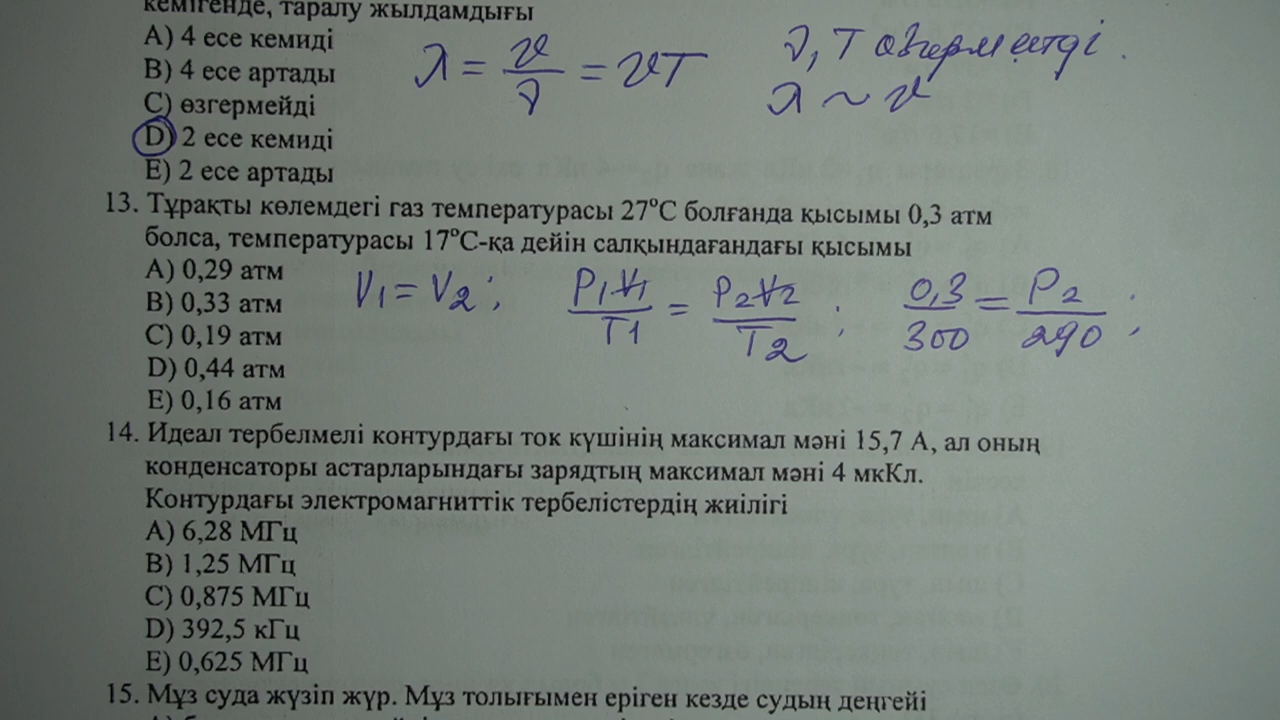 кемігенде, таралу жылдамдығы
A) 4 есе кемиді
B) 4 есе артады
C) өзгермейді
D) 2 есе кемиді
E) 2 есе артады
λ = v/ν = vT
ν, T өзгермейтді.
λ ~ v
13. Тұрақты көлемдегі газ температурасы 27°C болғанда қысымы 0,3 атм
болса, температурасы 17°C-қа дейін салқындағандағы қысымы
A) 0,29 атм
B) 0,33 атм
C) 0,19 атм
D) 0,44 атм
E) 0,16 атм
V1 = V2; P1V1/T1 = P2V2/T2; 0,3/300 = P2/290;
14. Идеал тербелмелі контурдағы ток күшінің максимал мәні 15,7 А, ал оның
конденсаторы астарларындағы зарядтың максимал мәні 4 мкКл.
Контурдағы электромагниттік тербелістердің жиілігі
A) 6,28 МГц
B) 1,25 МГц
C) 0,875 МГц
D) 392,5 кГц
E) 0,625 МГц
15. Мұз суда жүзіп жүр. Мұз толығымен еріген кезде судың деңгейі